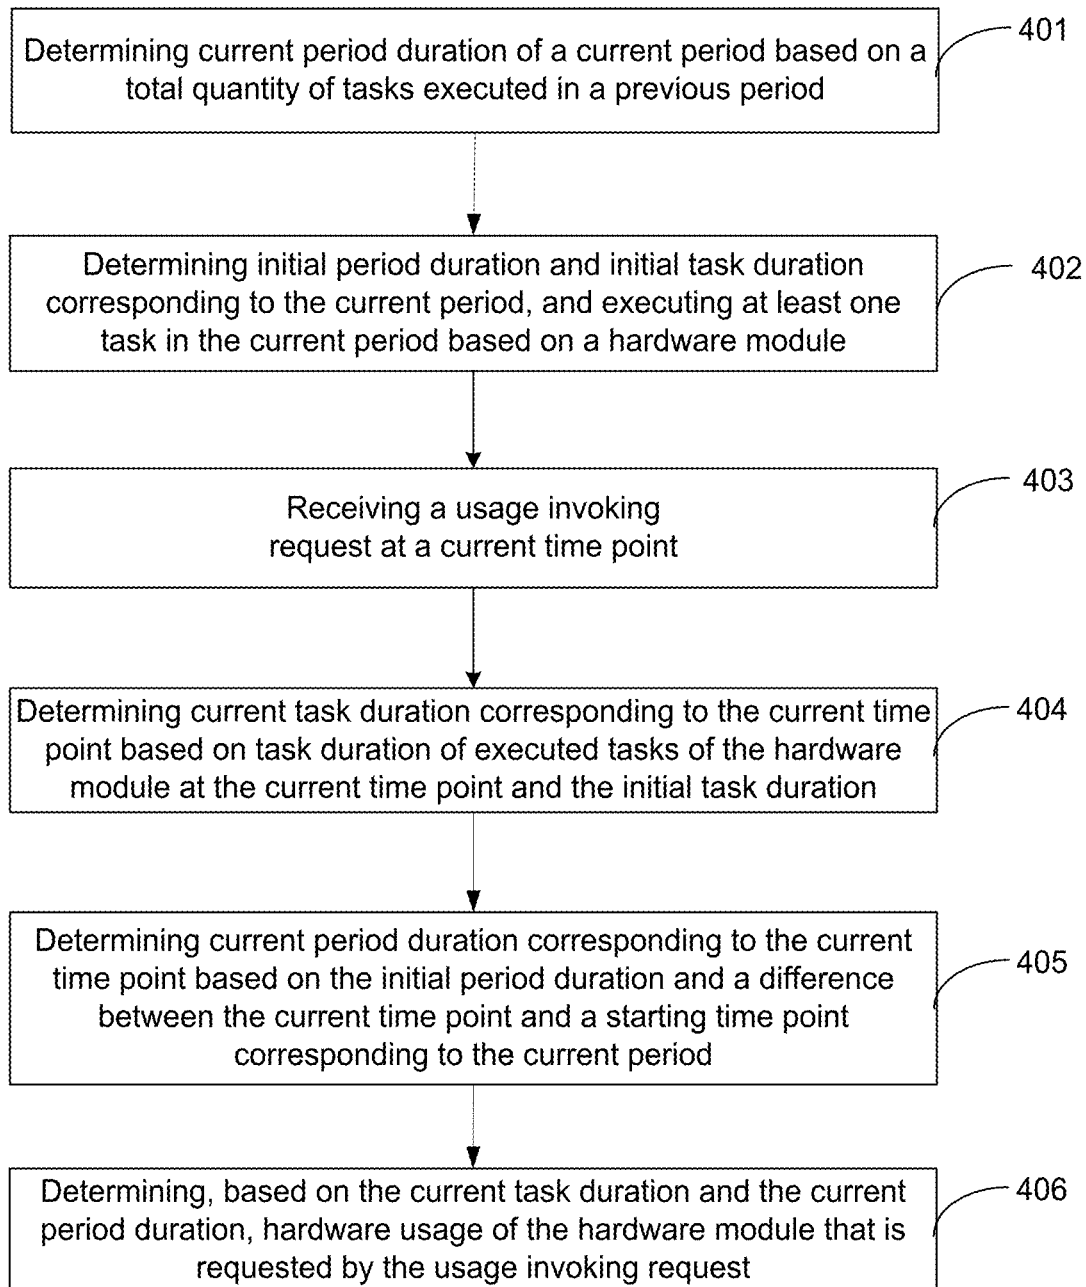 Determining current period duration of a current period based on a
total quantity of tasks executed in a previous period
401
Determining initial period duration and initial task duration
corresponding to the current period, and executing at least one
task in the current period based on a hardware module
402
Receiving a usage invoking
request at a current time point
403
Determining current task duration corresponding to the current time
point based on task duration of executed tasks of the hardware
module at the current time point and the initial task duration
404
Determining current period duration corresponding to the current
time point based on the initial period duration and a difference
between the current time point and a starting time point
corresponding to the current period
405
Determining, based on the current task duration and the current
period duration, hardware usage of the hardware module that is
requested by the usage invoking request
406